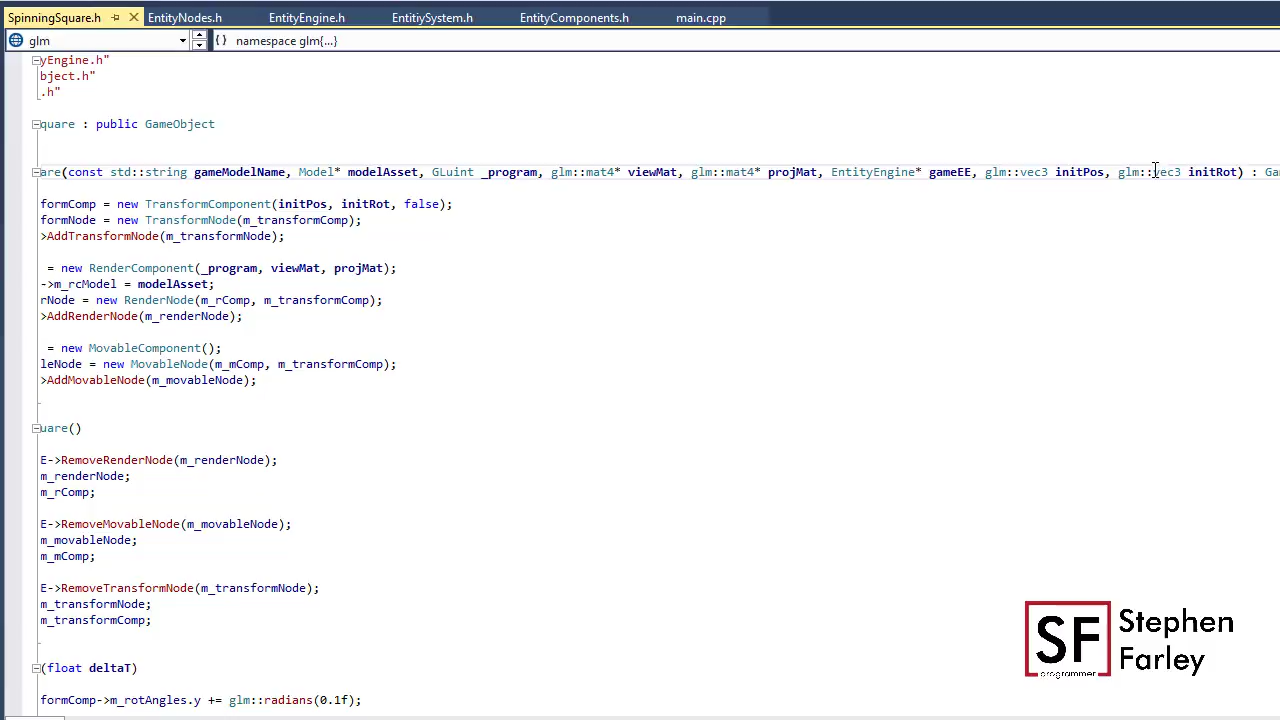 SpinningSquare.h EntityNodes.h EntityEngine.h EntitiySystem.h EntityComponents.h main.cpp
glm {} namespace glm{...}
yEngine.h"
bject.h"
.h"
quare : public GameObject
are(const std::string gameModelName, Model* modelAsset, GLuint _program, glm::mat4* viewMat, glm::mat4* projMat, EntityEngine* gameEE, glm::vec3 initPos, glm::vec3 initRot) : Gam
formComp = new TransformComponent(initPos, initRot, false);
formNode = new TransformNode(m_transformComp);
>AddTransformNode(m_transformNode);
= new RenderComponent(_program, viewMat, projMat);
->m_rcModel = modelAsset;
rNode = new RenderNode(m_rComp, m_transformComp);
>AddRenderNode(m_renderNode);
= new MovableComponent();
leNode = new MovableNode(m_mComp, m_transformComp);
>AddMovableNode(m_movableNode);
uare()
E->RemoveRenderNode(m_renderNode);
m_renderNode;
m_rComp;
E->RemoveMovableNode(m_movableNode);
m_movableNode;
m_mComp;
E->RemoveTransformNode(m_transformNode);
m_transformNode;
m_transformComp;
(float deltaT)
formComp->m_rotAngles.y += glm::radians(0.1f);
SF
programmer
Stephen
Farley